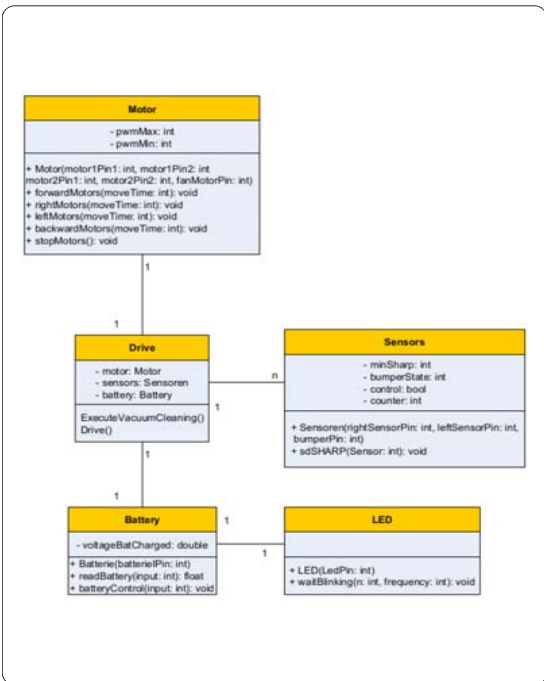 Motor
- pwmMax: int
- pwmMin: int
+ Motor(motor1Pin1: int, motor1Pin2: int
motor2Pin1: int, motor2Pin2: int, fanMotorPin: int)
+ forwardMotors(moveTime: int): void
+ rightMotors(moveTime: int): void
+ leftMotors(moveTime: int): void
+ backwardMotors(moveTime: int): void
+ stopMotors(): void
1
1
Drive
- motor: Motor
- sensors: Sensoren
- battery: Battery
ExecuteVacuumCleaning()
Drive()
1
n
Sensors
- minSharp: int
- bumperState: int
- control: bool
- counter: int
+ Sensoren(rightSensorPin: int, leftSensorPin: int,
bumperPin: int)
+ sdSHARP(Sensor: int): void
1
1
Battery
- voltageBatCharged: double
+ Batterie(batterieIPin: int)
+ readBattery(input: int): float
+ batteryControl(input: int): void
1
1
LED
+ LED(LedPin: int)
+ waitBlinking(n: int, frequency: int): void